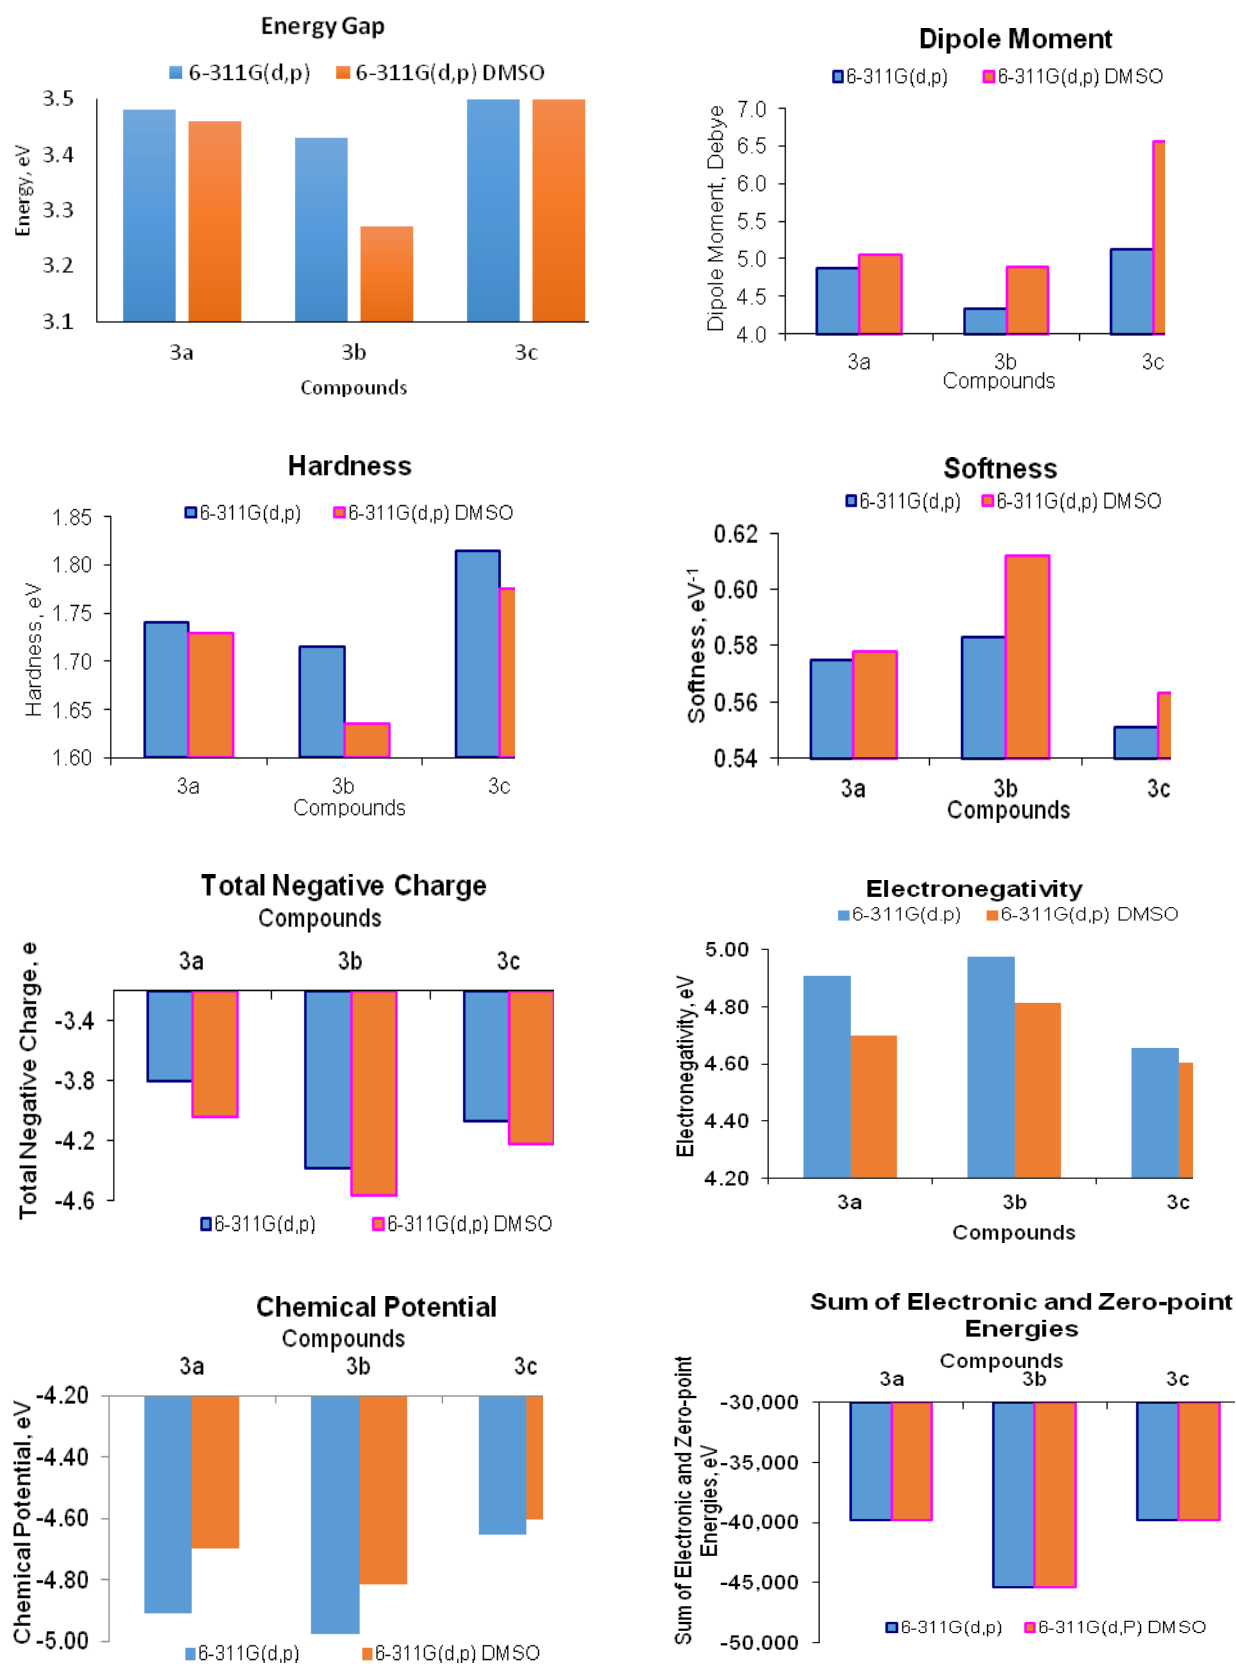 Energy Gap
6-311G(d,p) 6-311G(d,p) DMSO
Energy, eV
3.5
3.4
3.3
3.2
3.1
3a 3b 3c
Compounds
Dipole Moment
6-311G(d,p) 6-311G(d,p) DMSO
Dipole Moment, Debye
7.0
6.5
6.0
5.5
5.0
4.5
4.0
3a 3b 3c
Compounds
Hardness
6-311G(d,p) 6-311G(d,p) DMSO
Hardness, eV
1.85
1.80
1.75
1.70
1.65
1.60
3a 3b 3c
Compounds
Softness
6-311G(d,p) 6-311G(d,p) DMSO
Softness, eV⁻¹
0.62
0.60
0.58
0.56
0.54
3a 3b 3c
Compounds
Total Negative Charge
Compounds
3a 3b 3c
Total Negative Charge, e
-3.4
-3.8
-4.2
-4.6
6-311G(d,p) 6-311G(d,p) DMSO
Electronegativity
6-311G(d.p) 6-311G(d,p) DMSO
Electronegativity, eV
5.00
4.80
4.60
4.40
4.20
3a 3b 3c
Compounds
Chemical Potential
Compounds
3a 3b 3c
Chemical Potential, eV
-4.20
-4.40
-4.60
-4.80
-5.00
6-311G(d,p) 6-311G(d,p) DMSO
Sum of Electronic and Zero-point
Energies
Compounds
3a 3b 3c
Sum of Electronic and Zero-point
Energies, eV
-30,000
-35,000
-40,000
-45,000
-50,000
6-311G(d,p) 6-311G(d,P) DMSO